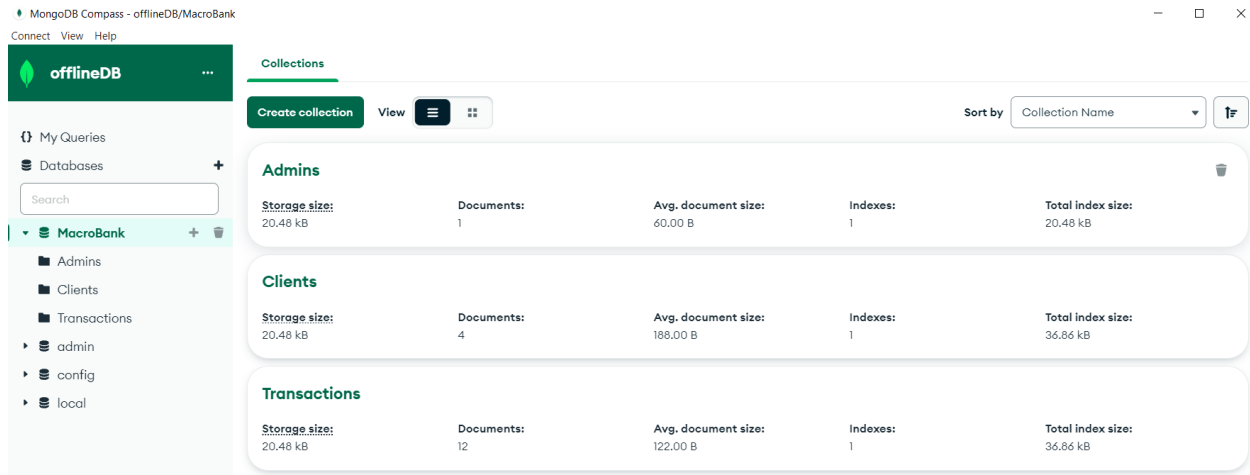 MongoDB Compass - offlineDB/MacroBank
Connect View Help
offlineDB ...
Collections
Create collection View Sort by Collection Name
{} My Queries
Databases +
Search
MacroBank +
Admins
Clients
Transactions
admin
config
local
Admins
Storage size: Documents: Avg. document size: Indexes: Total index size:
20.48 kB 1 60.00 B 1 20.48 kB
Clients
Storage size: Documents: Avg. document size: Indexes: Total index size:
20.48 kB 4 188.00 B 1 36.86 kB
Transactions
Storage size: Documents: Avg. document size: Indexes: Total index size:
20.48 kB 12 122.00 B 1 36.86 kB